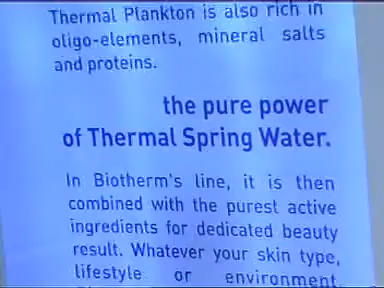 Thermal Plankton is also rich in
oligo-elements, mineral salts
and proteins.
the pure power
of Thermal Spring Water.
In Biotherm's line, it is then
combined with the purest active
ingredients for dedicated beauty
result. Whatever your skin type,
lifestyle or environment,